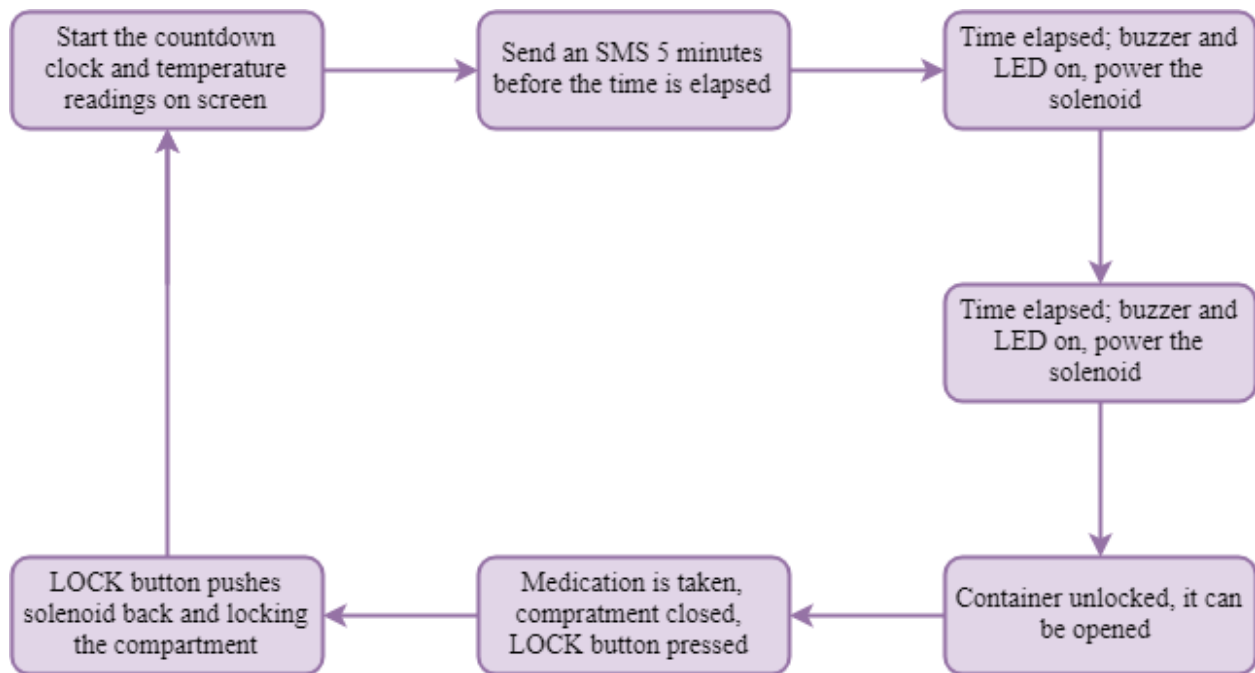 Start the countdown
clock and temperature
readings on screen
Send an SMS 5 minutes
before the time is elapsed
Time elapsed; buzzer and
LED on, power the
solenoid
Time elapsed; buzzer and
LED on, power the
solenoid
Container unlocked, it can
be opened
Medication is taken,
compratment closed,
LOCK button pressed
LOCK button pushes
solenoid back and locking
the compartment